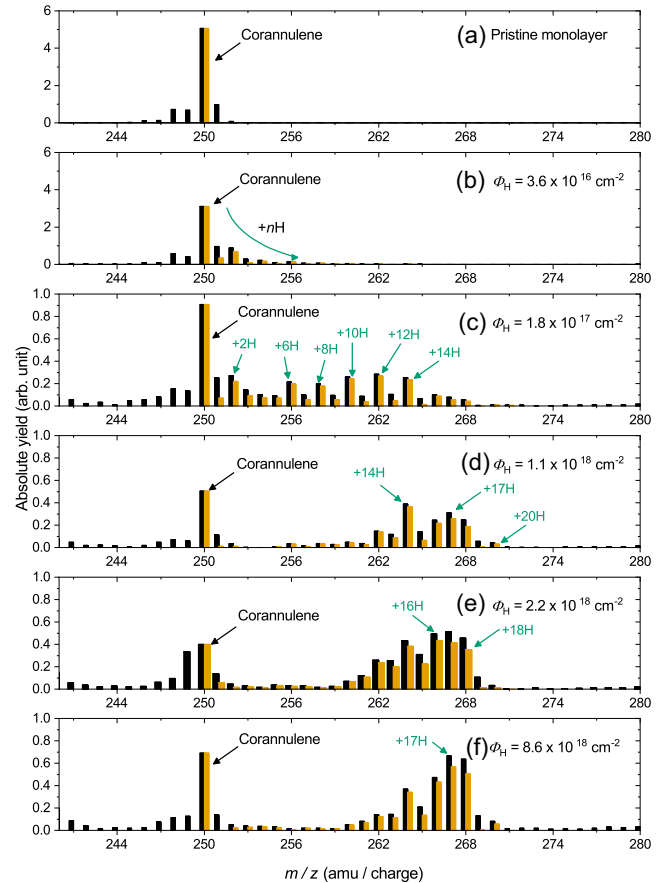 (a) Pristine monolayer
Corannulene
6
4
2
0
244 250 256 262 268 274 280
(b) Φ_H = 3.6 x 10^16 cm^-2
Corannulene
+nH
6
4
2
0
244 250 256 262 268 274 280
(c) Φ_H = 1.8 x 10^17 cm^-2
Corannulene
+2H +6H +8H +10H +12H +14H
1.0
0.8
0.6
0.4
0.2
0.0
244 250 256 262 268 274 280
Absolute yield (arb. unit)
(d) Φ_H = 1.1 x 10^18 cm^-2
Corannulene
+14H +17H +20H
1.0
0.8
0.6
0.4
0.2
0.0
244 250 256 262 268 274 280
(e) Φ_H = 2.2 x 10^18 cm^-2
Corannulene
+16H +18H
1.0
0.8
0.6
0.4
0.2
0.0
244 250 256 262 268 274 280
(f) Φ_H = 8.6 x 10^18 cm^-2
Corannulene
+17H
1.0
0.8
0.6
0.4
0.2
0.0
244 250 256 262 268 274 280
m / z (amu / charge)